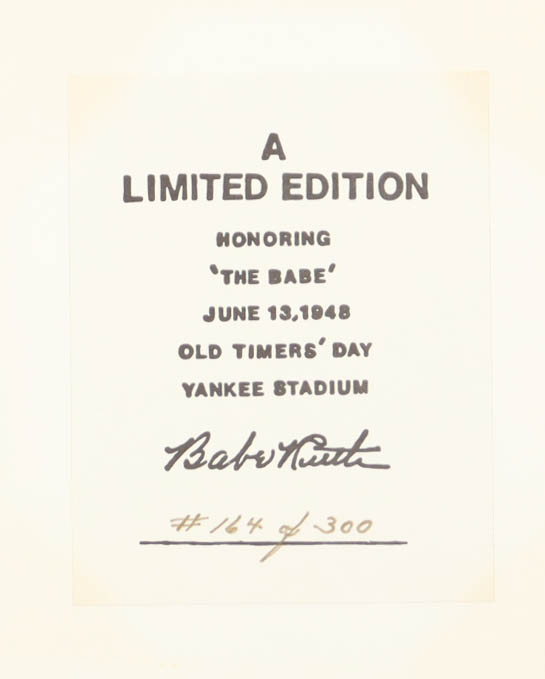 A
LIMITED EDITION
HONORING
'THE BABE'
JUNE 13, 1948
OLD TIMERS' DAY
YANKEE STADIUM
Babe Ruth
# 164 of 300